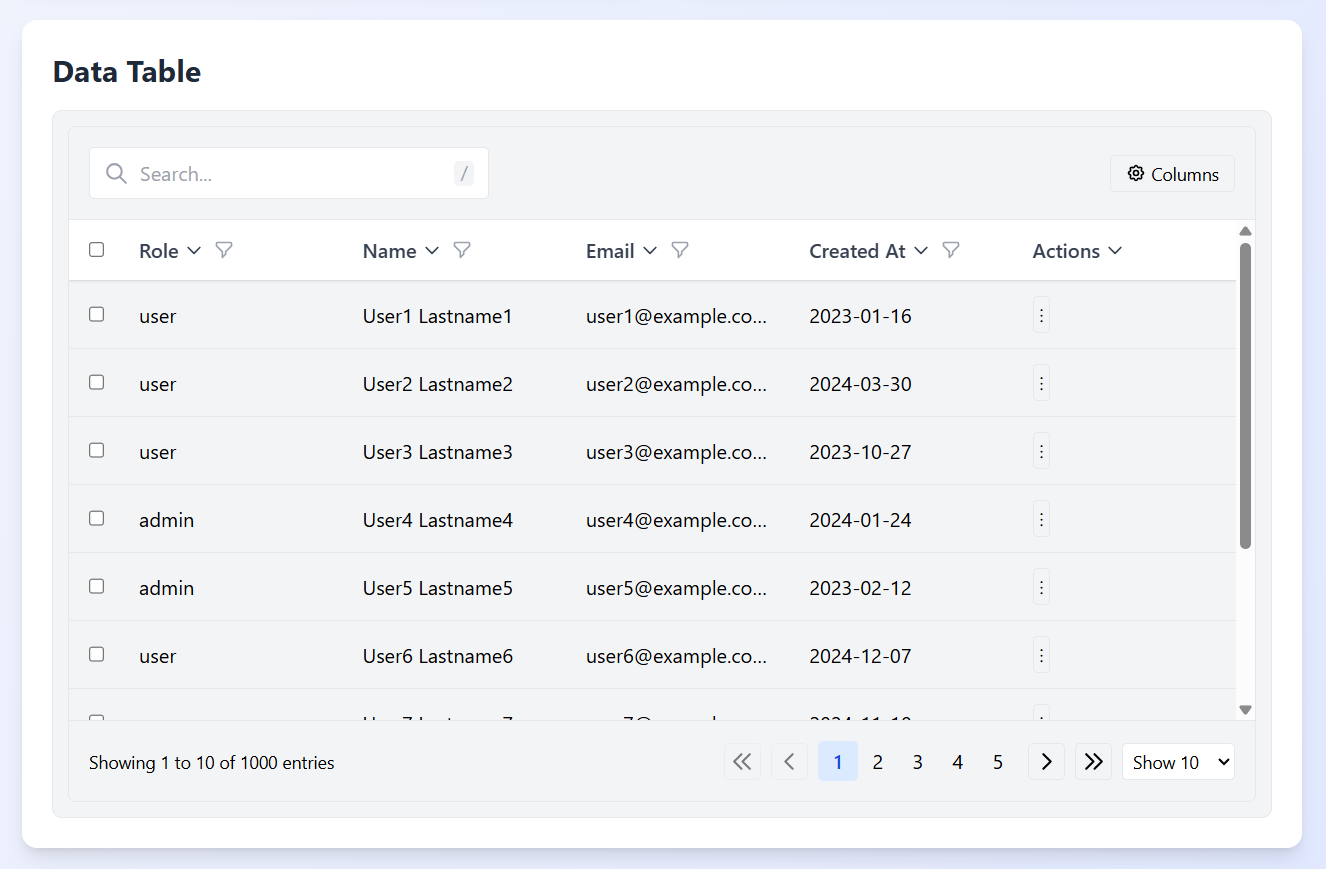 Data Table
Search... /
Columns
Role Name Email Created At Actions
user User1 Lastname1 user1@example.co... 2023-01-16
user User2 Lastname2 user2@example.co... 2024-03-30
user User3 Lastname3 user3@example.co... 2023-10-27
admin User4 Lastname4 user4@example.co... 2024-01-24
admin User5 Lastname5 user5@example.co... 2023-02-12
user User6 Lastname6 user6@example.co... 2024-12-07
Showing 1 to 10 of 1000 entries
1 2 3 4 5
Show 10